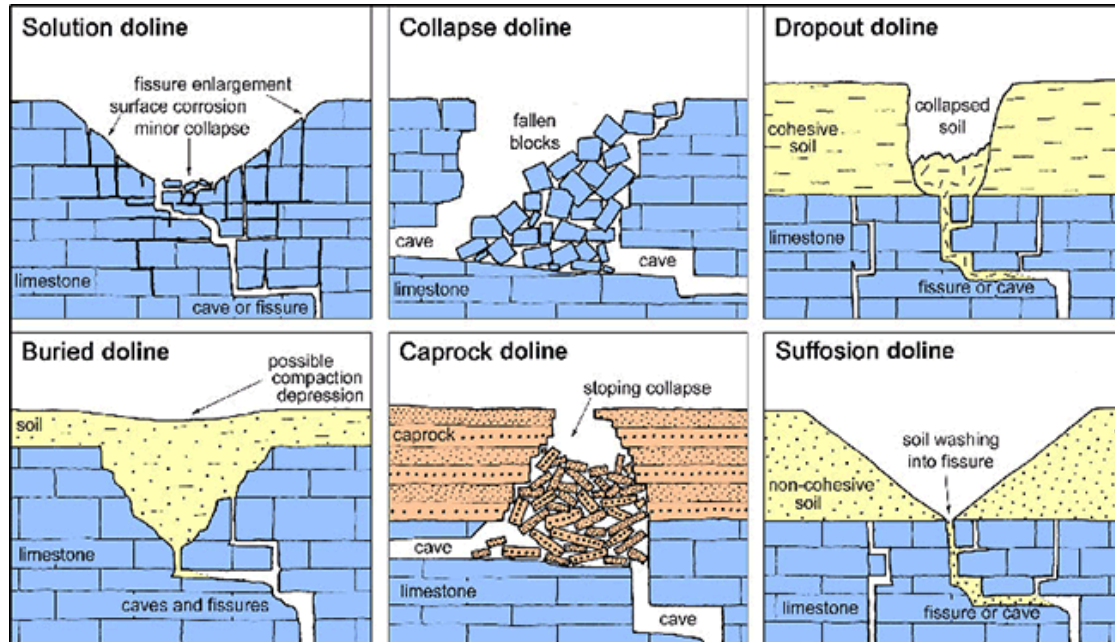 Solution doline
fissure enlargement
surface corrosion
minor collapse
limestone
cave or fissure
Collapse doline
fallen
blocks
cave
cave
limestone
Dropout doline
collapsed
soil
cohesive
soil
limestone
fissure or cave
Buried doline
possible
compaction
depression
soil
limestone
caves and fissures
Caprock doline
stoping collapse
caprock
cave
limestone
cave
Suffosion doline
soil washing
into fissure
non-cohesive
soil
limestone
fissure or cave